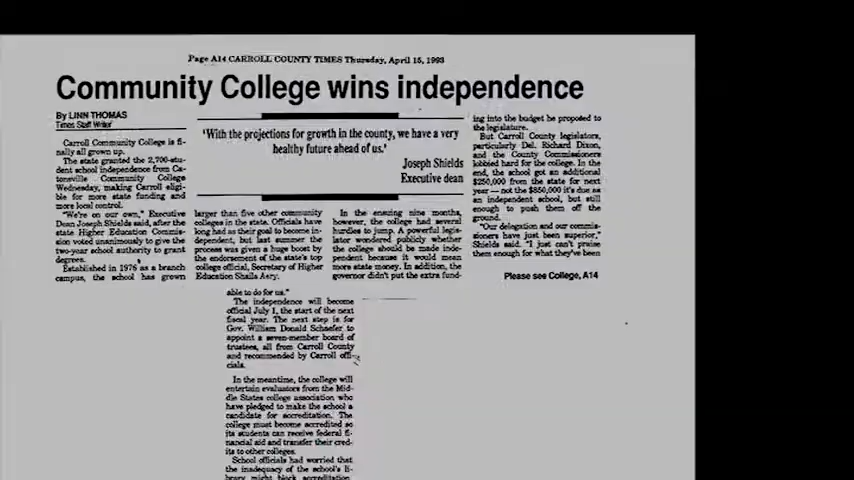 Page A14 CARROLL COUNTY TIMES Thursday, April 15, 1993
Community College wins independence
By LINN THOMAS
Times Staff Writer
Carroll Community College is fi-
nally all grown up.
The state granted the 2,700-stu-
dent school independence from Ca-
tonsville Community College
Wednesday, making Carroll eligi-
ble for more state funding and
more local control.
"We're on our own," Executive
Dean Joseph Shields said, after the
state Higher Education Commis-
sion voted unanimously to give the
two-year school authority to grant
degrees.
Established in 1976 as a branch
campus, the school has grown
'With the projections for growth in the county, we have a very
healthy future ahead of us.'
Joseph Shields
Executive dean
larger than five other community
colleges in the state. Officials have
long had as their goal to become in-
dependent, but last summer the
process was given a huge boost by
the endorsement of the state's top
college official, Secretary of Higher
Education Shaila Aery.
In the ensuing nine months,
however, the college had several
hurdles to jump. A powerful legis-
lator wondered publicly whether
the college should be made inde-
pendent because it would mean
more state money. In addition, the
governor didn't put the extra fund-
ing into the budget he proposed to
the legislature.
But Carroll County legislators,
particularly Del. Richard Dixon,
and the County Commissioners
lobbied hard for the college. In the
end, the school got an additional
$250,000 from the state for next
year — not the $850,000 it's due as
an independent school, but still
enough to push them off the
ground.
"Our delegation and our commis-
sioners have just been superior,"
Shields said. "I just can't praise
them enough for what they've been
Please see College, A14
able to do for us."
The independence will become
official July 1, the start of the next
fiscal year. The next step is for
Gov. William Donald Schaefer to
appoint a seven-member board of
trustees, all from Carroll County
and recommended by Carroll offi-
cials.
In the meantime, the college will
entertain evaluators from the Mid-
dle States college association who
have pledged to make the school a
candidate for accreditation. The
college must become accredited so
its students can receive federal fi-
nancial aid and transfer their cred-
its to other colleges.
School officials had worried that
the inadequacy of the school's li-
brary might block accreditation